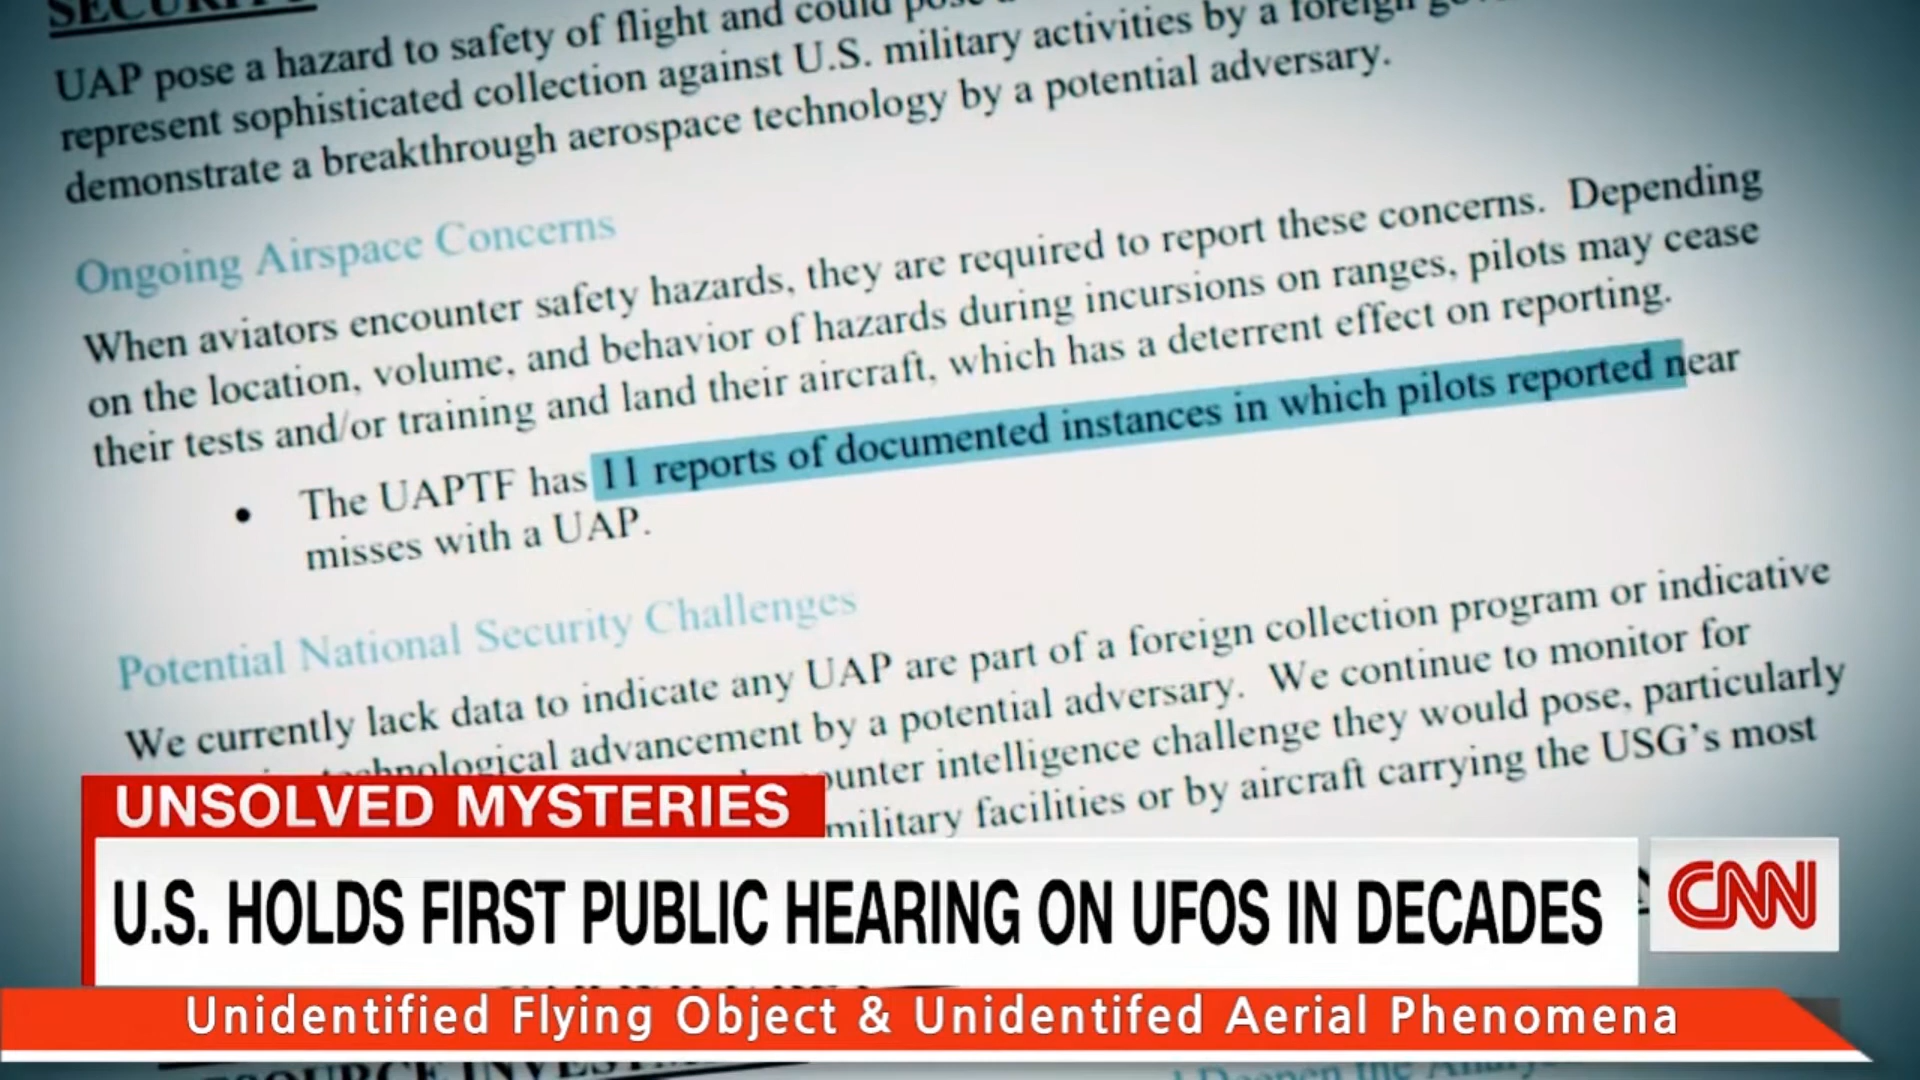 SECURITY
UAP pose a hazard to safety of flight and could
represent sophisticated collection against U.S. military activities by a foreign
demonstrate a breakthrough aerospace technology by a potential adversary.
Ongoing Airspace Concerns
When aviators encounter safety hazards, they are required to report these concerns. Depending
on the location, volume, and behavior of hazards during incursions on ranges, pilots may cease
their tests and/or training and land their aircraft, which has a deterrent effect on reporting.
• The UAPTF has 11 reports of documented instances in which pilots reported near
misses with a UAP.
Potential National Security Challenges
We currently lack data to indicate any UAP are part of a foreign collection program or indicative
technological advancement by a potential adversary. We continue to monitor for
counter intelligence challenge they would pose, particularly
military facilities or by aircraft carrying the USG's most
UNSOLVED MYSTERIES
U.S. HOLDS FIRST PUBLIC HEARING ON UFOS IN DECADES
CNN
Unidentified Flying Object & Unidentifed Aerial Phenomena
Deepen the